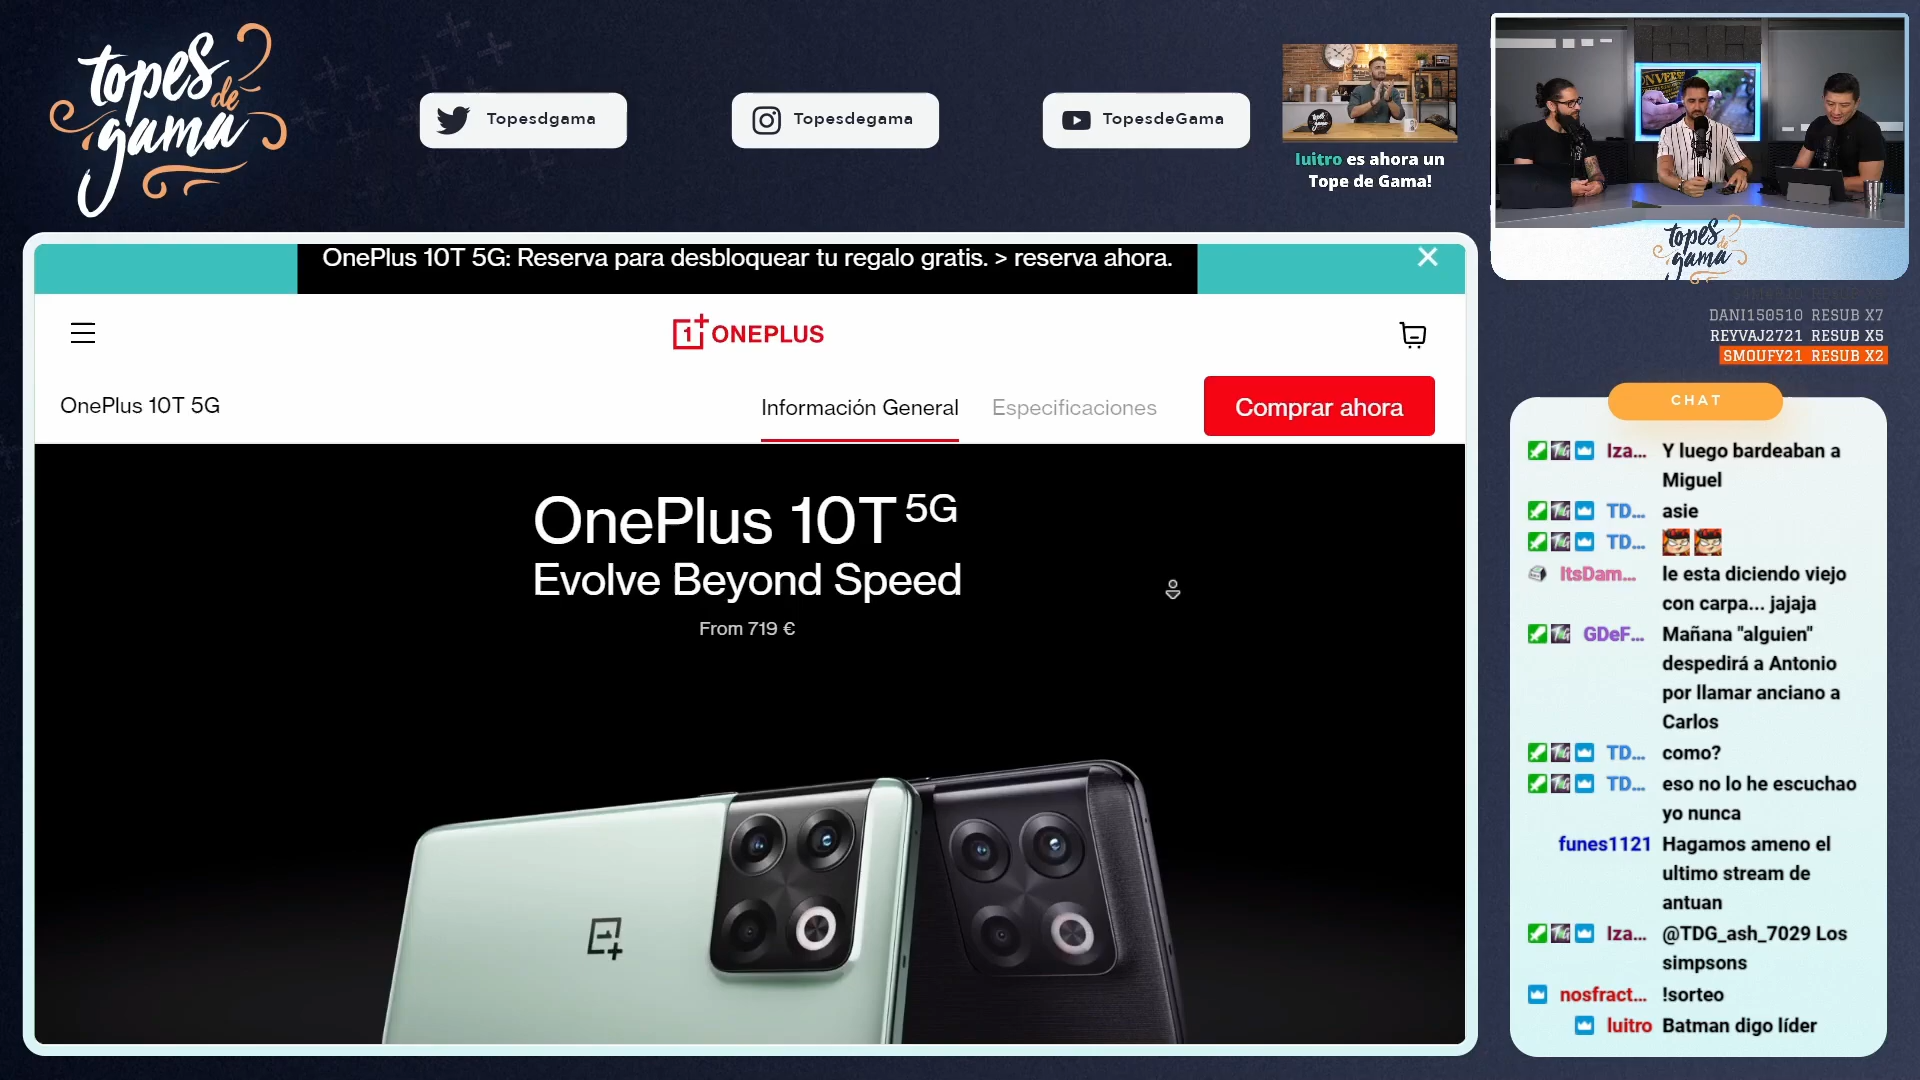 topes
de
gama
Topesdgama
Topesdegama
TopesdeGama
Iuitro es ahora un
Tope de Gama!
topes
de
gama
DANI150510 RESUB X7
REYVAJ2721 RESUB X5
SMOUFY21 RESUB X2
OnePlus 10T 5G: Reserva para desbloquear tu regalo gratis. > reserva ahora.
ONEPLUS
OnePlus 10T 5G
Información General
Especificaciones
Comprar ahora
OnePlus 10T 5G
Evolve Beyond Speed
From 719 €
CHAT
Iza... Y luego bardeaban a
Miguel
TD... asie
TD...
ItsDam... le esta diciendo viejo
con carpa... jajaja
GDeF... Mañana "alguien"
despedirá a Antonio
por llamar anciano a
Carlos
TD... como?
TD... eso no lo he escuchao
yo nunca
funes1121 Hagamos ameno el
ultimo stream de
antuan
Iza... @TDG_ash_7029 Los
simpsons
nosfract... !sorteo
Iuitro Batman digo líder